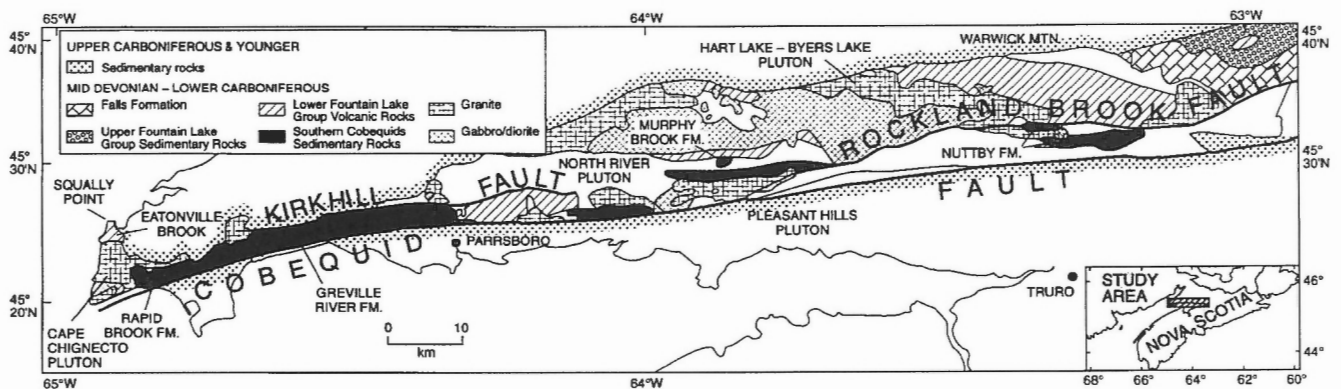 65°W
64°W
63°W
45°
40'N
45°
40'N
UPPER CARBONIFEROUS & YOUNGER
Sedimentary rocks
MID DEVONIAN – LOWER CARBONIFEROUS
Falls Formation
Upper Fountain Lake
Group Sedimentary Rocks
Lower Fountain Lake
Group Volcanic Rocks
Southern Cobequids
Sedimentary Rocks
Granite
Gabbro/diorite
HART LAKE – BYERS LAKE
PLUTON
WARWICK MTN.
MURPHY
BROOK FM.
ROCKLAND BROOK FAULT
45°
30'N
45°
30'N
NORTH RIVER
PLUTON
NUTTBY FM.
SQUALLY
POINT
EATONVILLE
BROOK
KIRKHILL FAULT
COBEQUID FAULT
PLEASANT HILLS
PLUTON
PARRSBORO
GREVILLE
RIVER FM.
RAPID
BROOK FM.
CAPE
CHIGNECTO
PLUTON
45°
20'N
0 10
km
TRURO
STUDY
AREA
NOVA SCOTIA
46°
44°
68° 66° 64° 62° 60°
65°W
64°W